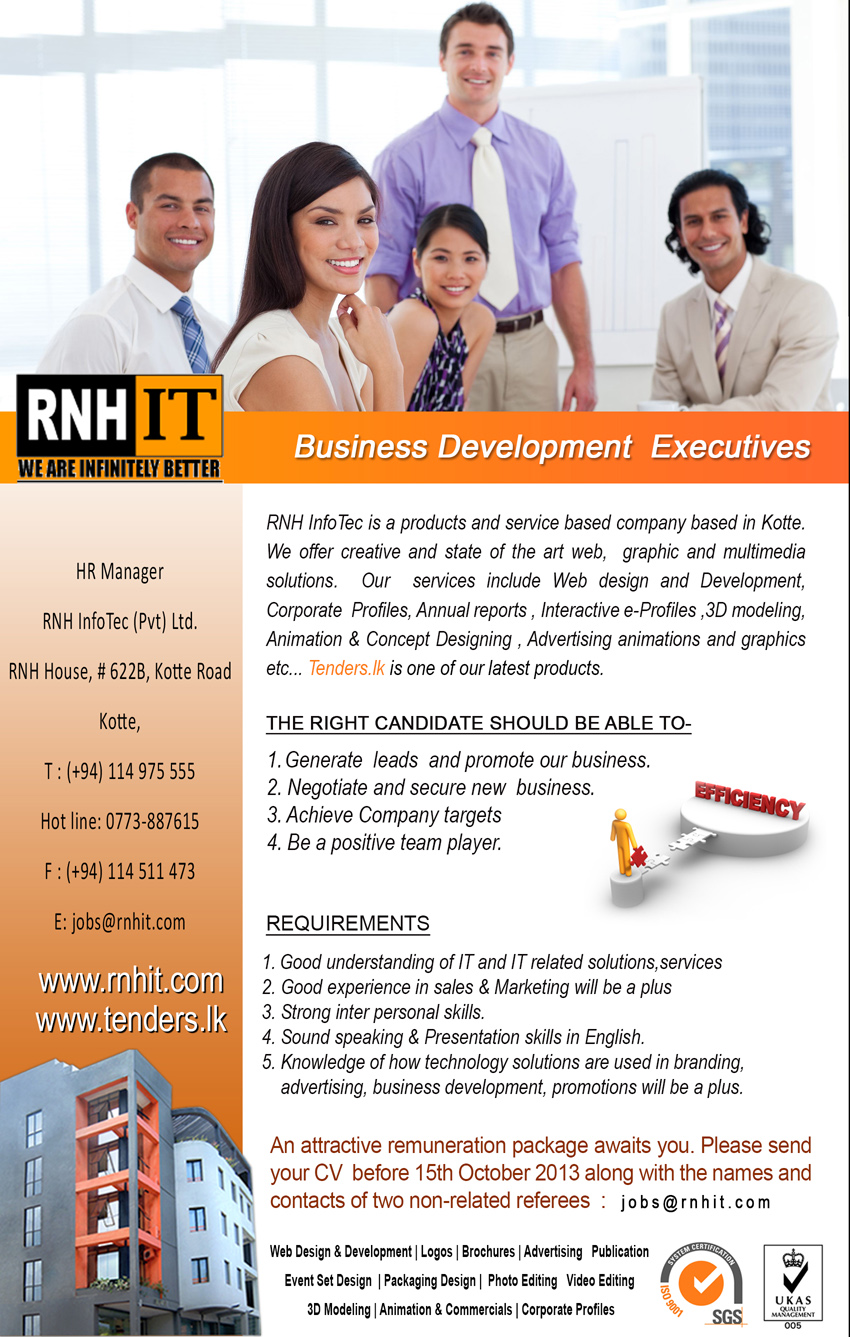 RNH IT
WE ARE INFINITELY BETTER
Business Development Executives
HR Manager
RNH InfoTec (Pvt) Ltd.
RNH House, # 622B, Kotte Road
Kotte,
T : (+94) 114 975 555
Hot line: 0773-887615
F : (+94) 114 511 473
E: jobs@rnhit.com
www.rnhit.com
www.tenders.lk
RNH InfoTec is a products and service based company based in Kotte.
We offer creative and state of the art web, graphic and multimedia
solutions. Our services include Web design and Development,
Corporate Profiles, Annual reports , Interactive e-Profiles ,3D modeling,
Animation & Concept Designing , Advertising animations and graphics
etc... Tenders.lk is one of our latest products.
THE RIGHT CANDIDATE SHOULD BE ABLE TO-
1. Generate leads and promote our business.
2. Negotiate and secure new business.
3. Achieve Company targets
4. Be a positive team player.
EFFICIENCY
REQUIREMENTS
1. Good understanding of IT and IT related solutions,services
2. Good experience in sales & Marketing will be a plus
3. Strong inter personal skills.
4. Sound speaking & Presentation skills in English.
5. Knowledge of how technology solutions are used in branding,
advertising, business development, promotions will be a plus.
An attractive remuneration package awaits you. Please send
your CV before 15th October 2013 along with the names and
contacts of two non-related referees : jobs@rnhit.com
Web Design & Development | Logos | Brochures | Advertising Publication
Event Set Design | Packaging Design | Photo Editing Video Editing
3D Modeling | Animation & Commercials | Corporate Profiles
SYSTEM CERTIFICATION
ISO 9001
SGS
UKAS
QUALITY
MANAGEMENT
005